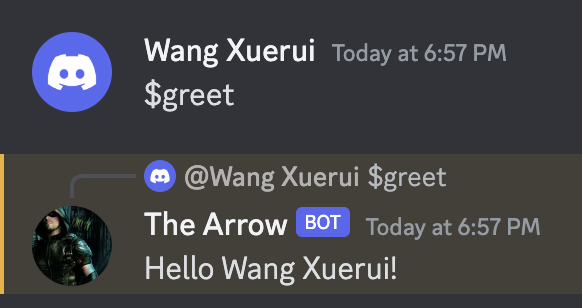 Wang Xuerui Today at 6:57 PM
$greet
@Wang Xuerui $greet
The Arrow BOT Today at 6:57 PM
Hello Wang Xuerui!